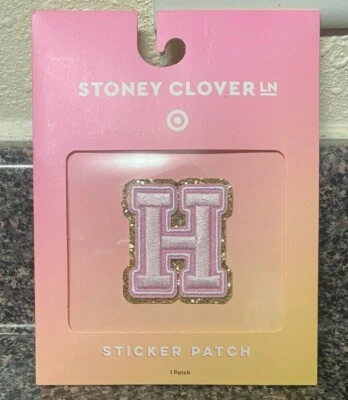 STONEY CLOVER LN
H
STICKER PATCH
1 Patch